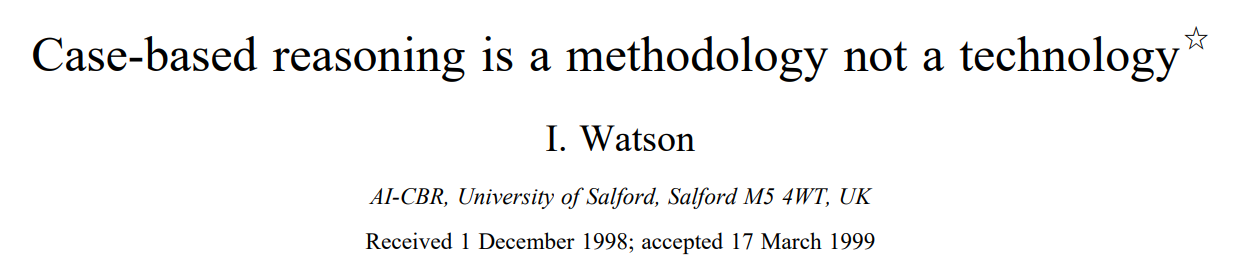 Case-based reasoning is a methodology not a technology☆
I. Watson
AI-CBR, University of Salford, Salford M5 4WT, UK
Received 1 December 1998; accepted 17 March 1999